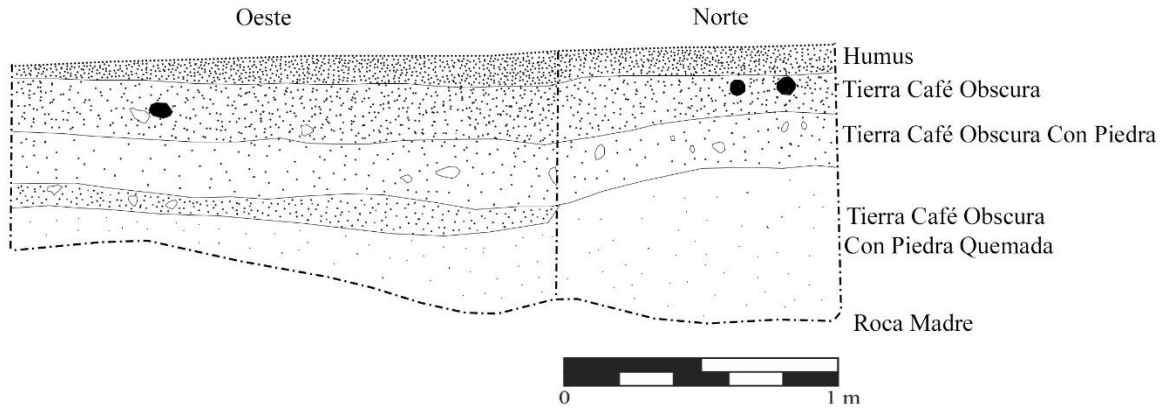 Oeste
Norte
Humus
Tierra Café Obscura
Tierra Café Obscura Con Piedra
Tierra Café Obscura
Con Piedra Quemada
Roca Madre
0
1 m